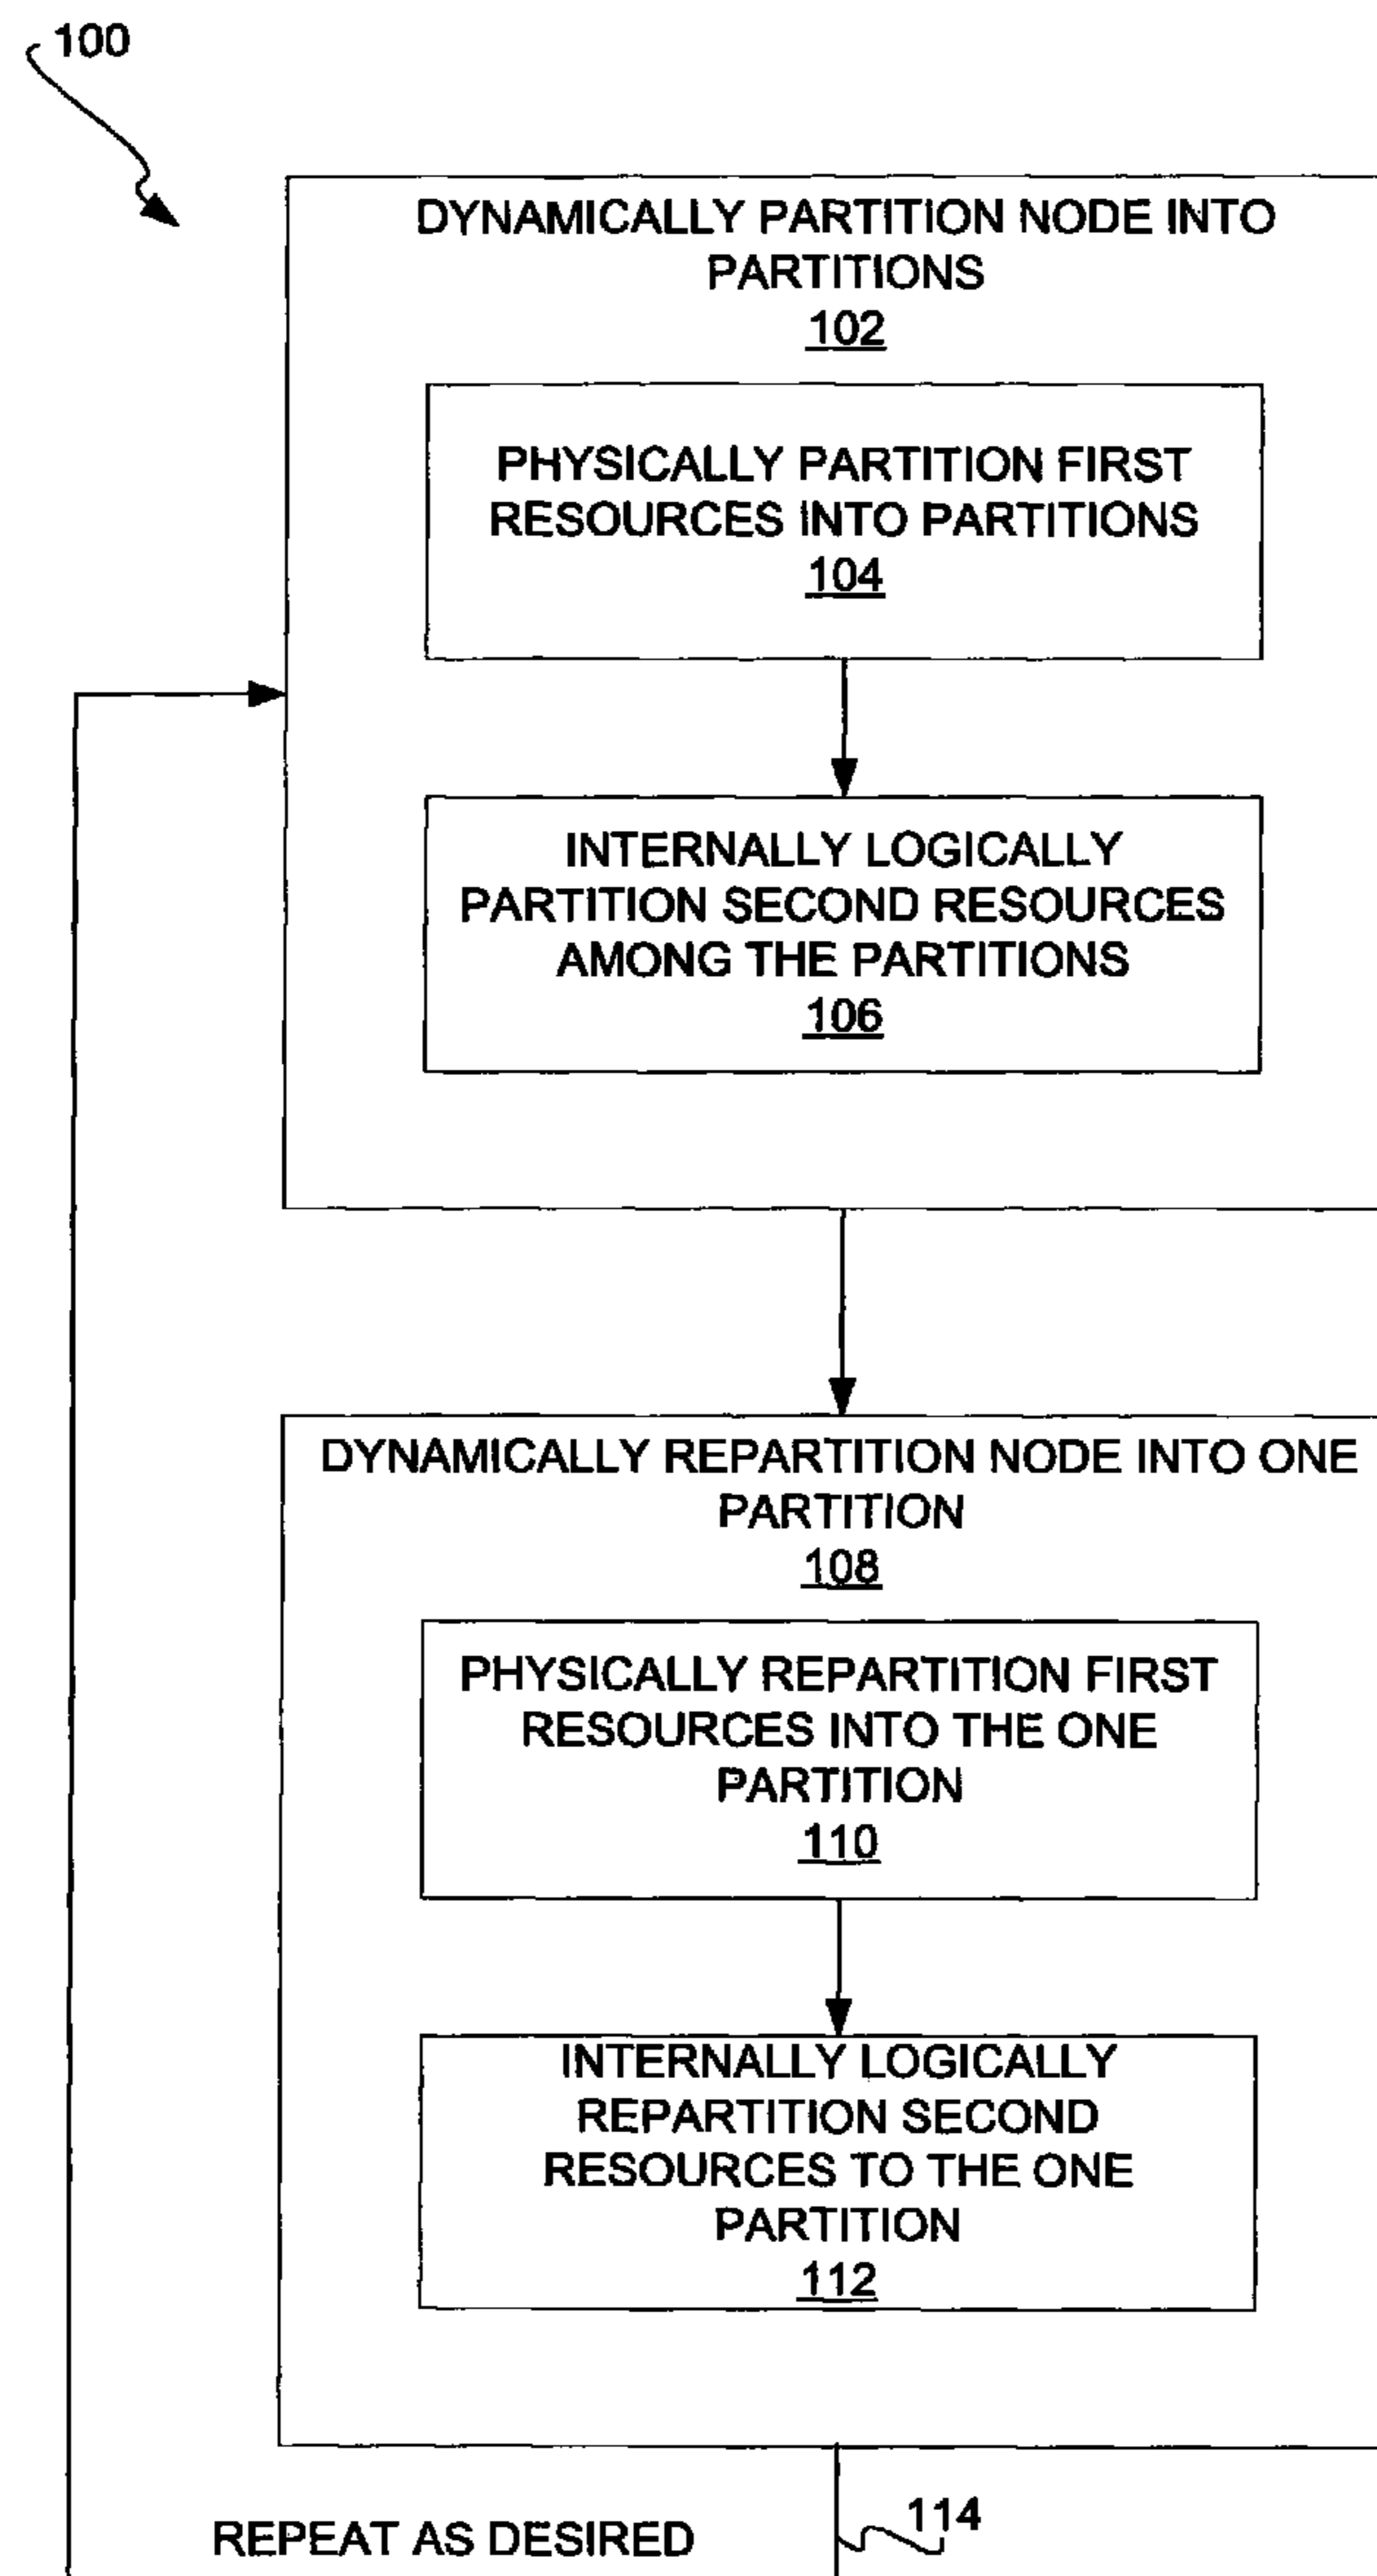 100
DYNAMICALLY PARTITION NODE INTO
PARTITIONS
102
PHYSICALLY PARTITION FIRST
RESOURCES INTO PARTITIONS
104
INTERNALLY LOGICALLY
PARTITION SECOND RESOURCES
AMONG THE PARTITIONS
106
DYNAMICALLY REPARTITION NODE INTO ONE
PARTITION
108
PHYSICALLY REPARTITION FIRST
RESOURCES INTO THE ONE
PARTITION
110
INTERNALLY LOGICALLY
REPARTITION SECOND
RESOURCES TO THE ONE
PARTITION
112
114
REPEAT AS DESIRED